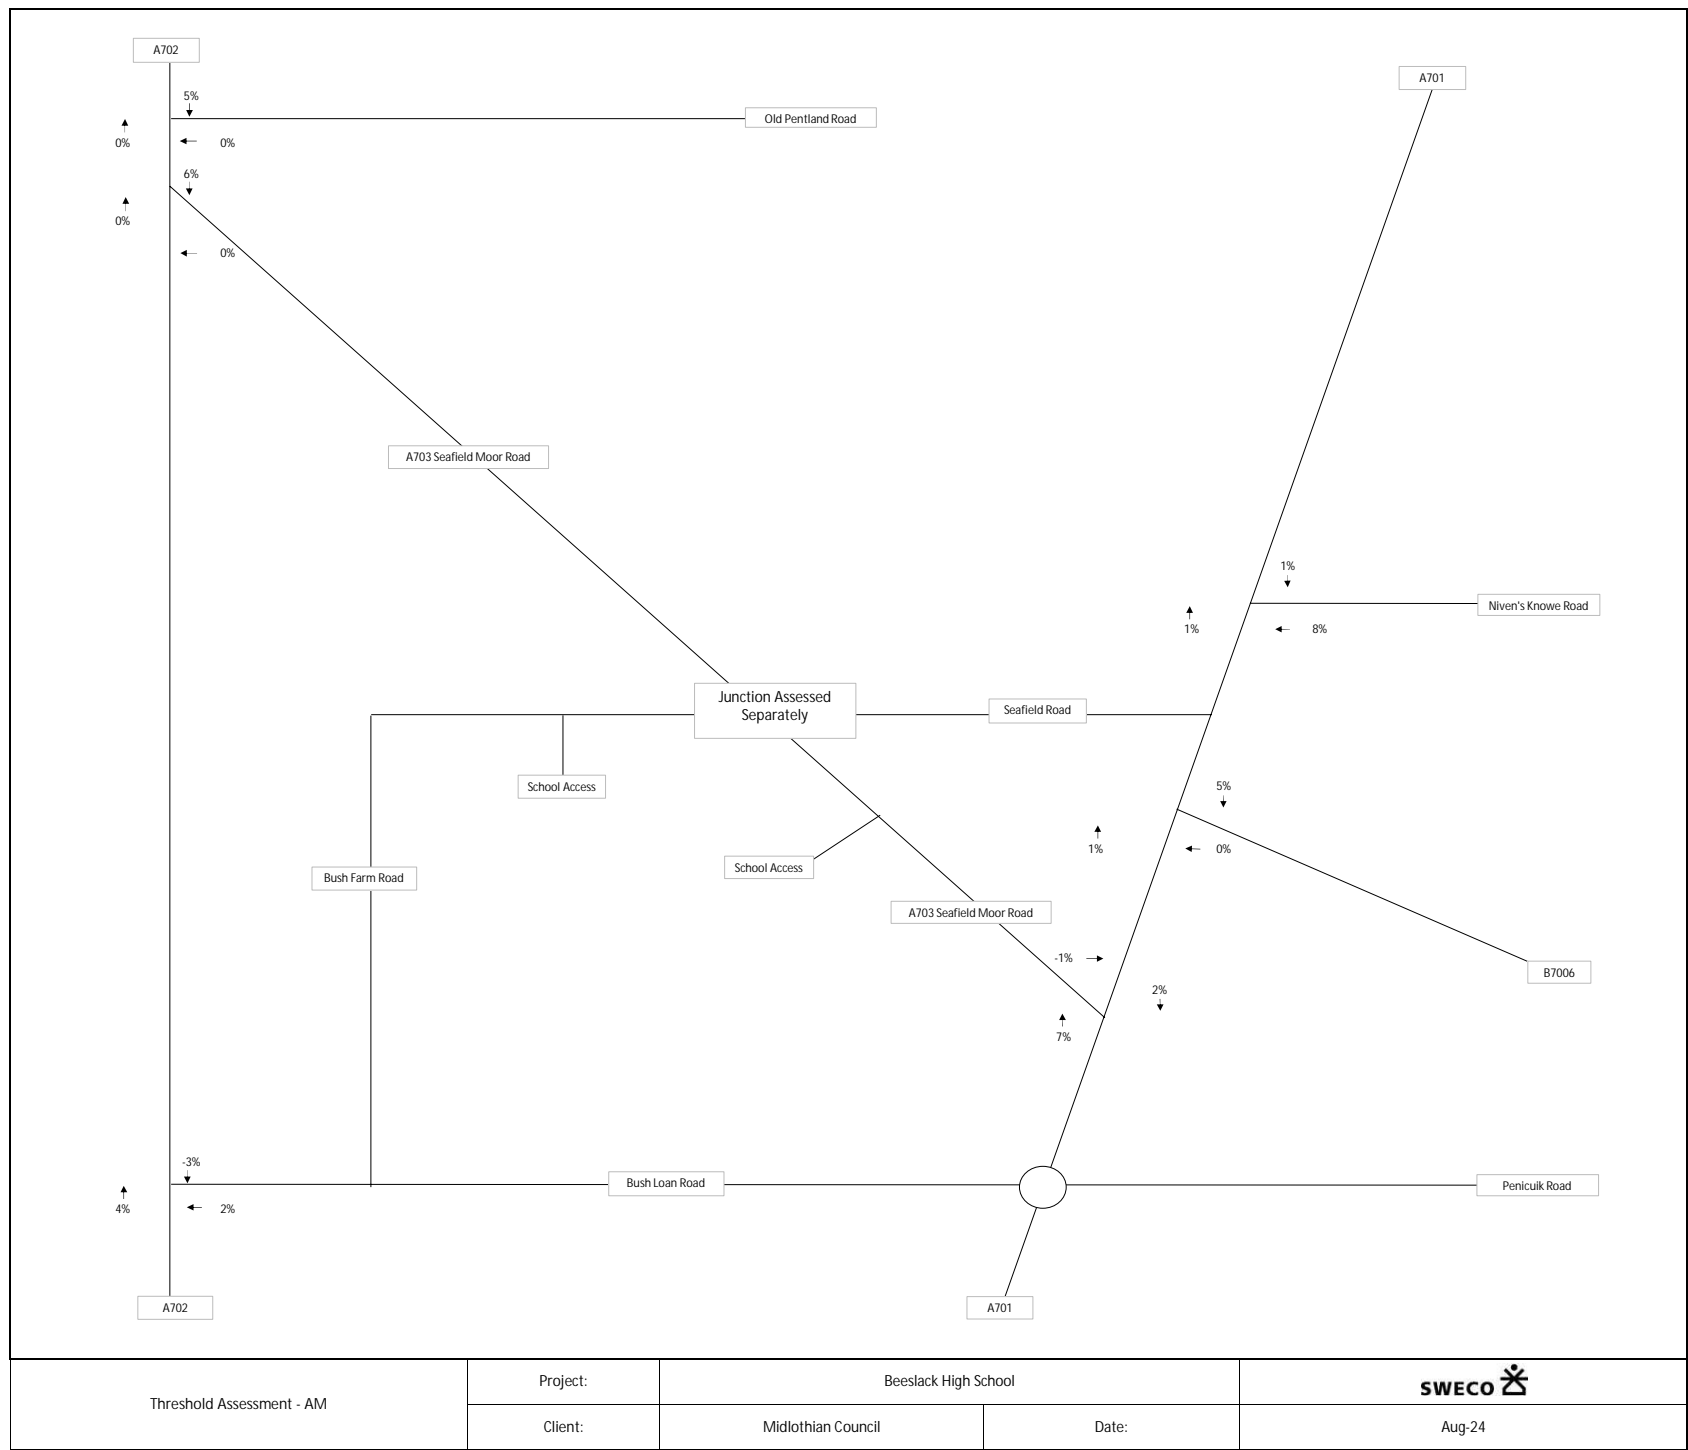 A702
A701
5%
Old Pentland Road
0%
0%
6%
0%
0%
A703 Seafield Moor Road
1%
Niven's Knowe Road
1%
8%
Junction Assessed
Separately
Seafield Road
School Access
5%
1%
0%
School Access
Bush Farm Road
A703 Seafield Moor Road
-1%
B7006
2%
7%
-3%
Bush Loan Road
Penicuik Road
4%
2%
A702
A701
Threshold Assessment - AM
Project:
Beeslack High School
SWECO
Client:
Midlothian Council
Date:
Aug-24